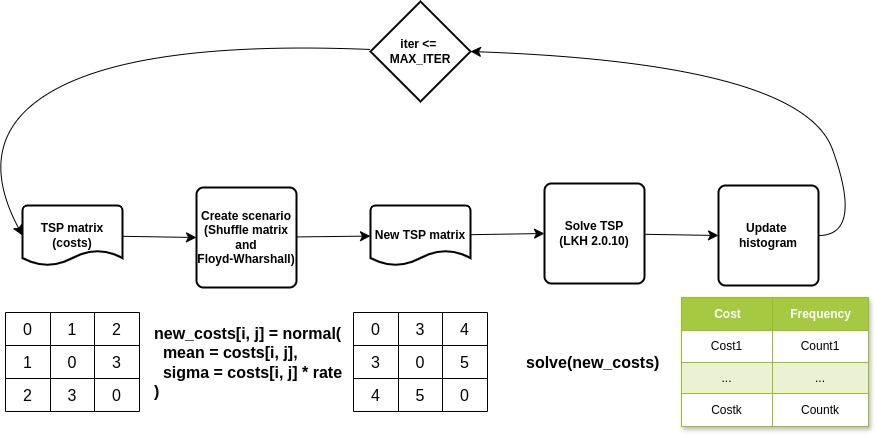 iter <=
MAX_ITER
TSP matrix
(costs)
Create scenario
(Shuffle matrix
and
Floyd-Wharshall)
New TSP matrix
Solve TSP
(LKH 2.0.10)
Update
histogram
0 1 2
1 0 3
2 3 0
new_costs[i, j] = normal(
mean = costs[i, j],
sigma = costs[i, j] * rate
)
0 3 4
3 0 5
4 5 0
solve(new_costs)
Cost Frequency
Cost1 Count1
... ...
Costk Countk